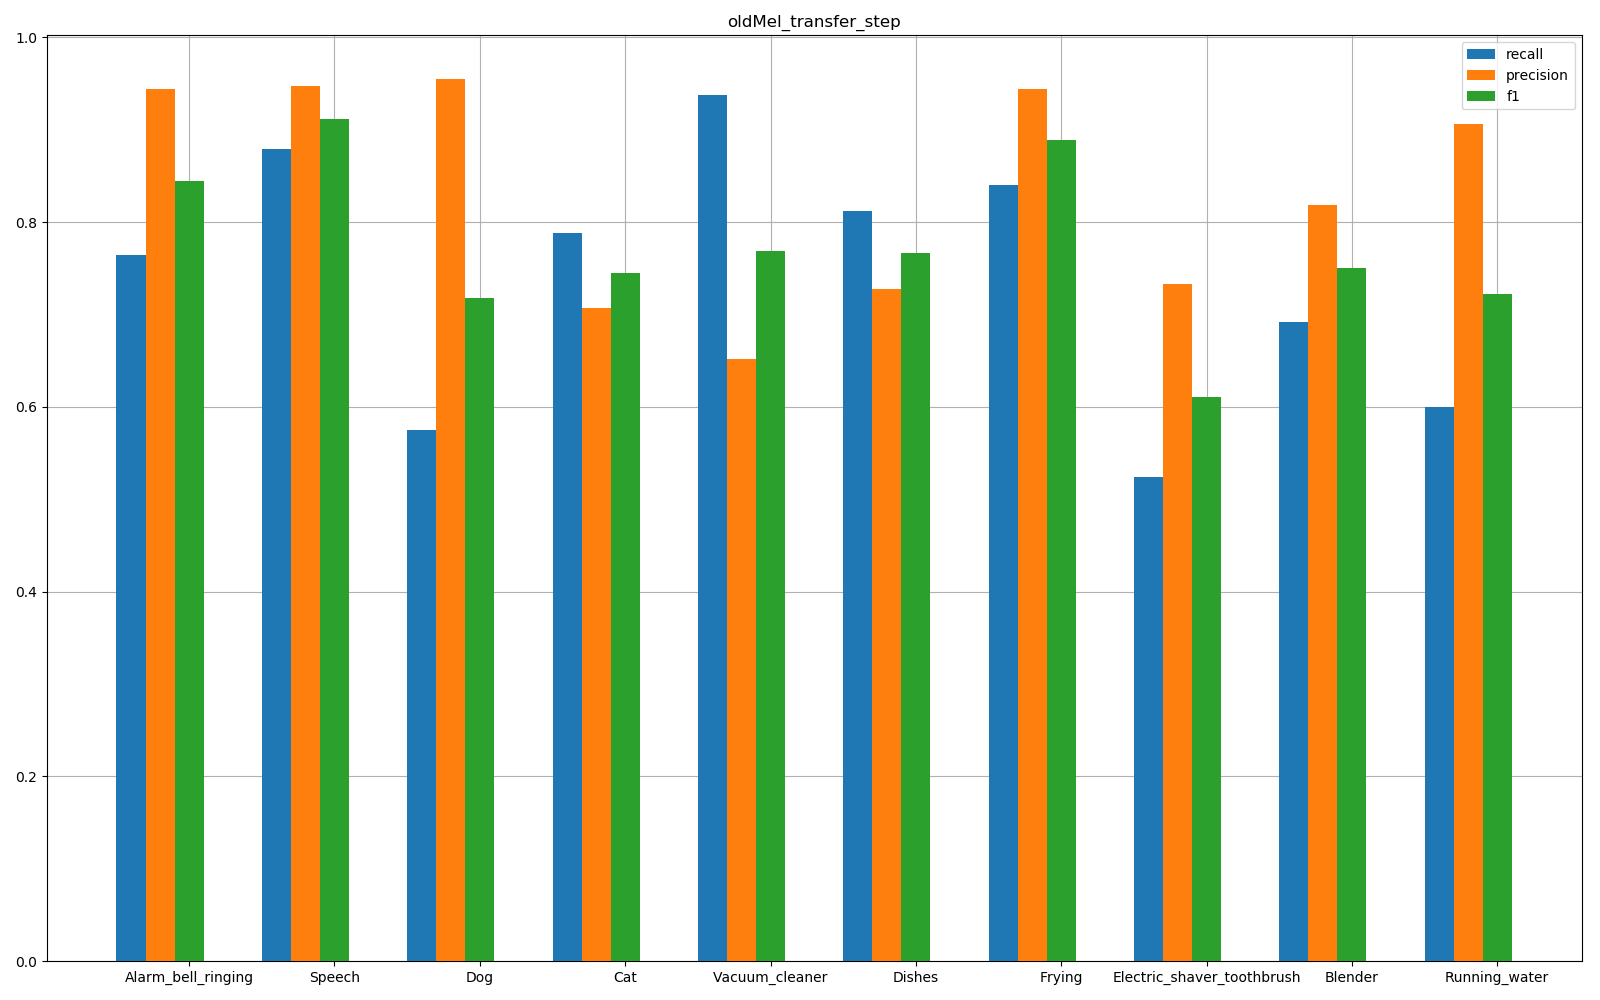 oldMel_transfer_step
recall
precision
f1
1.0
0.8
0.6
0.4
0.2
0.0
Alarm_bell_ringing Speech Dog Cat Vacuum_cleaner Dishes Frying Electric_shaver_toothbrush Blender Running_water